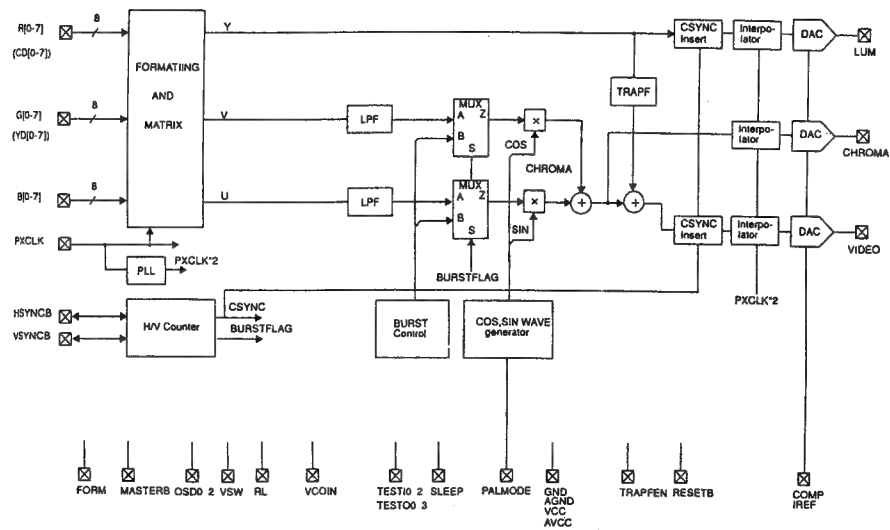 R[0-7]
(CD[0-7])
8
FORMATIING
AND
MATRIX
Y
CSYNC
Insert
Interpo-
lator
DAC
LUM
TRAPF
G[0-7]
(YD[0-7])
8
V
LPF
MUX
A
Z
B
S
×
COS
CHROMA
Interpo-
lator
DAC
CHROMA
B[0-7]
8
U
LPF
MUX
A
Z
B
S
×
SIN
+
+
CSYNC
Insert
Interpo-
lator
DAC
VIDEO
PXCLK
PLL
PXCLK*2
BURSTFLAG
PXCLK*2
HSYNCB
VSYNCB
H/V Counter
CSYNC
BURSTFLAG
BURST
Control
COS,SIN WAVE
generator
FORM
MASTERB
OSD0 2
VSW
RL
VCOIN
TESTI0 2
TESTO0 3
SLEEP
PALMODE
GND
AGND
VCC
AVCC
TRAPFEN
RESETB
COMP
IREF